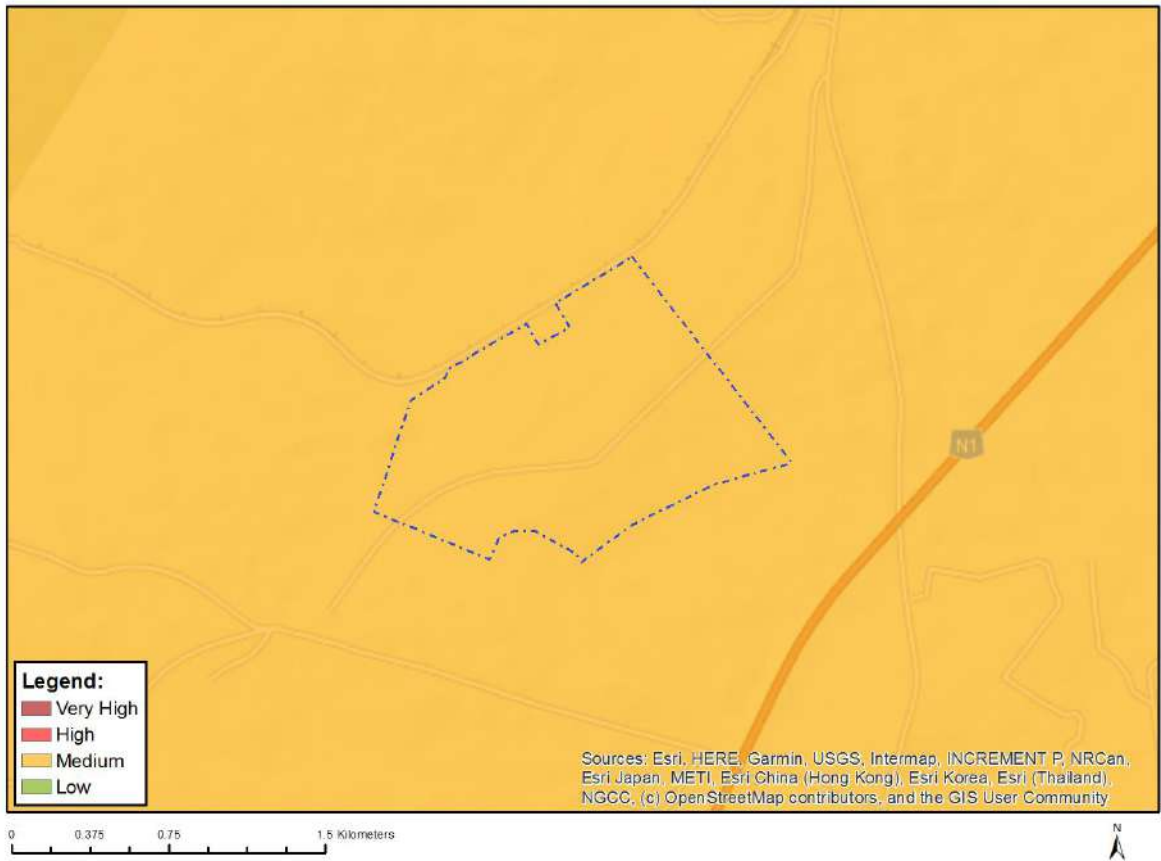 N1
Legend:
Very High
High
Medium
Low
Sources: Esri, HERE, Garmin, USGS, Intermap, INCREMENT P, NRCan,
Esri Japan, METI, Esri China (Hong Kong), Esri Korea, Esri (Thailand),
NGCC, (c) OpenStreetMap contributors, and the GIS User Community
0 0.375 0.75 1.5 Kilometers
N